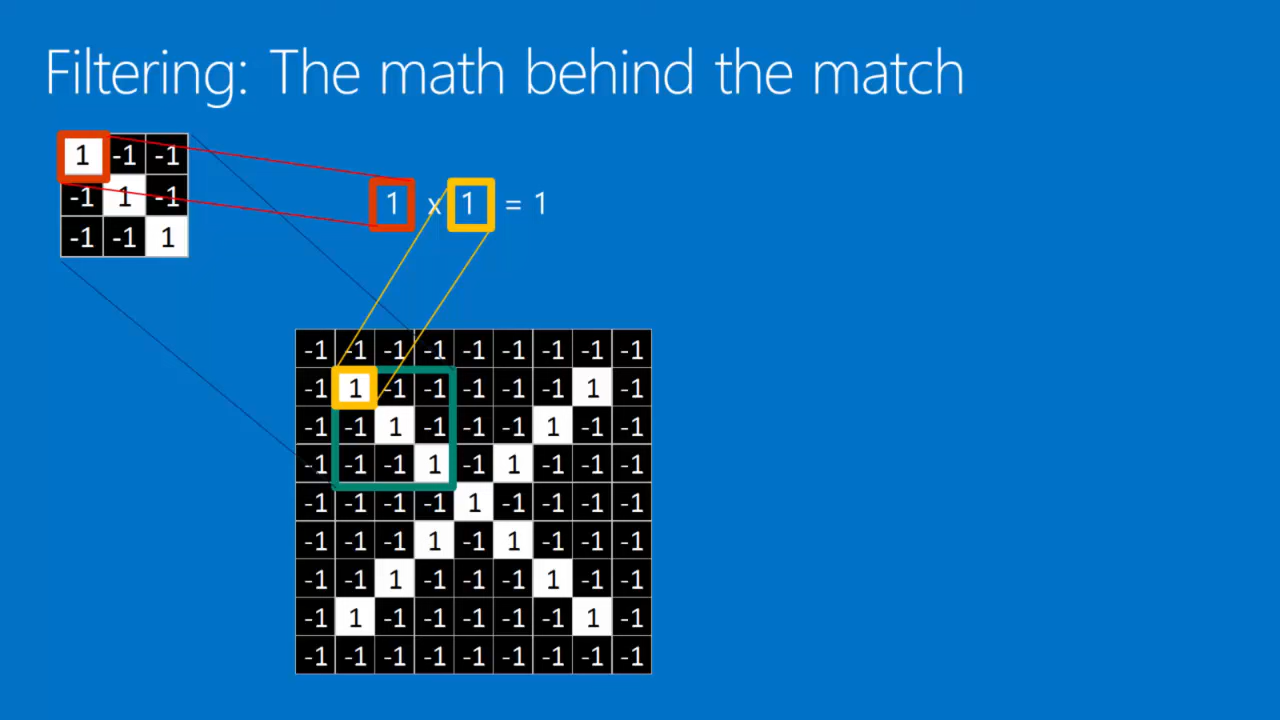 Filtering: The math behind the match
1 -1 -1
-1 1 -1
-1 -1 1
1 x 1 = 1
-1 -1 -1 -1 -1 -1 -1 -1 -1
-1 1 -1 -1 -1 -1 -1 1 -1
-1 -1 1 -1 -1 -1 1 -1 -1
-1 -1 -1 1 -1 1 -1 -1 -1
-1 -1 -1 -1 1 -1 -1 -1 -1
-1 -1 -1 1 -1 1 -1 -1 -1
-1 -1 1 -1 -1 -1 1 -1 -1
-1 1 -1 -1 -1 -1 -1 1 -1
-1 -1 -1 -1 -1 -1 -1 -1 -1